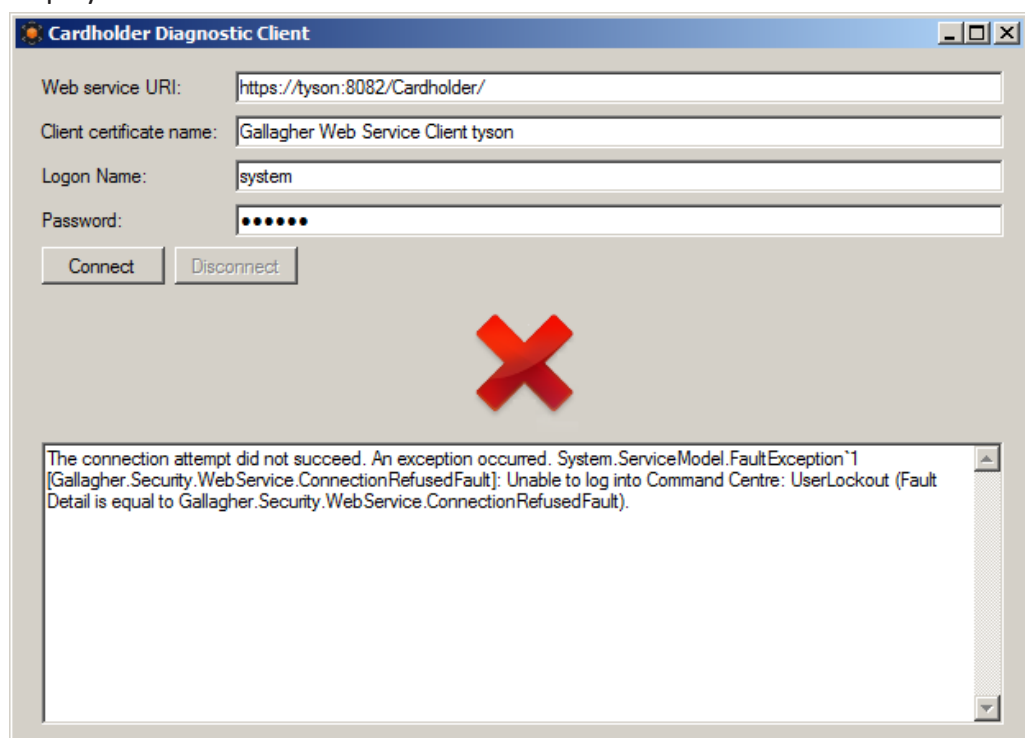 Cardholder Diagnostic Client
Web service URI: https://tyson:8082/Cardholder/
Client certificate name: Gallagher Web Service Client tyson
Logon Name: system
Password: ●●●●●●
Connect Disconnect
The connection attempt did not succeed. An exception occurred. System.ServiceModel.FaultException`1
[Gallagher.Security.WebService.ConnectionRefusedFault]: Unable to log into Command Centre: UserLockout (Fault
Detail is equal to Gallagher.Security.WebService.ConnectionRefusedFault).